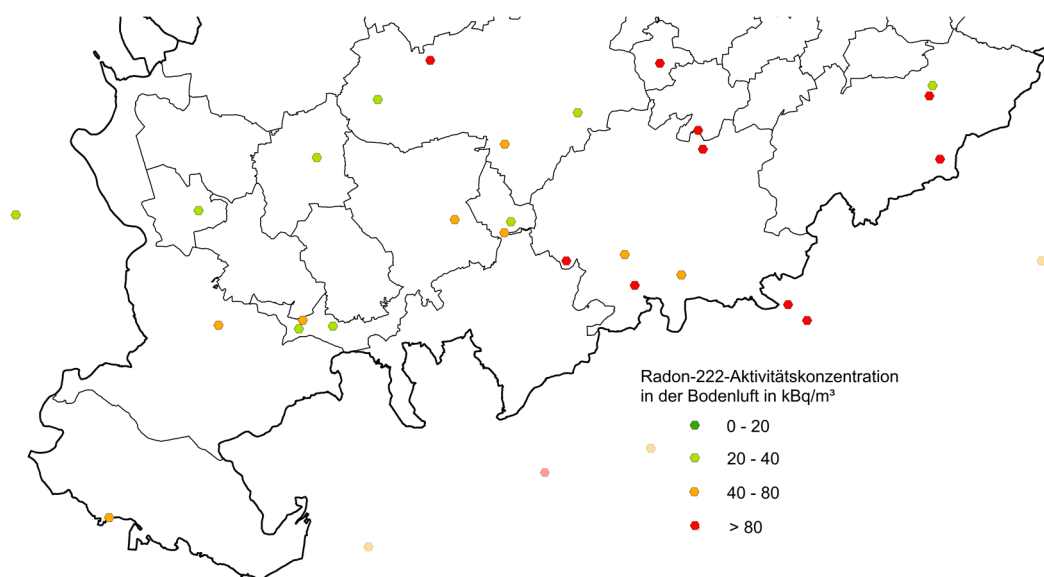 Radon-222-Aktivitätskonzentration
in der Bodenluft in kBq/m³
0 - 20
20 - 40
40 - 80
> 80